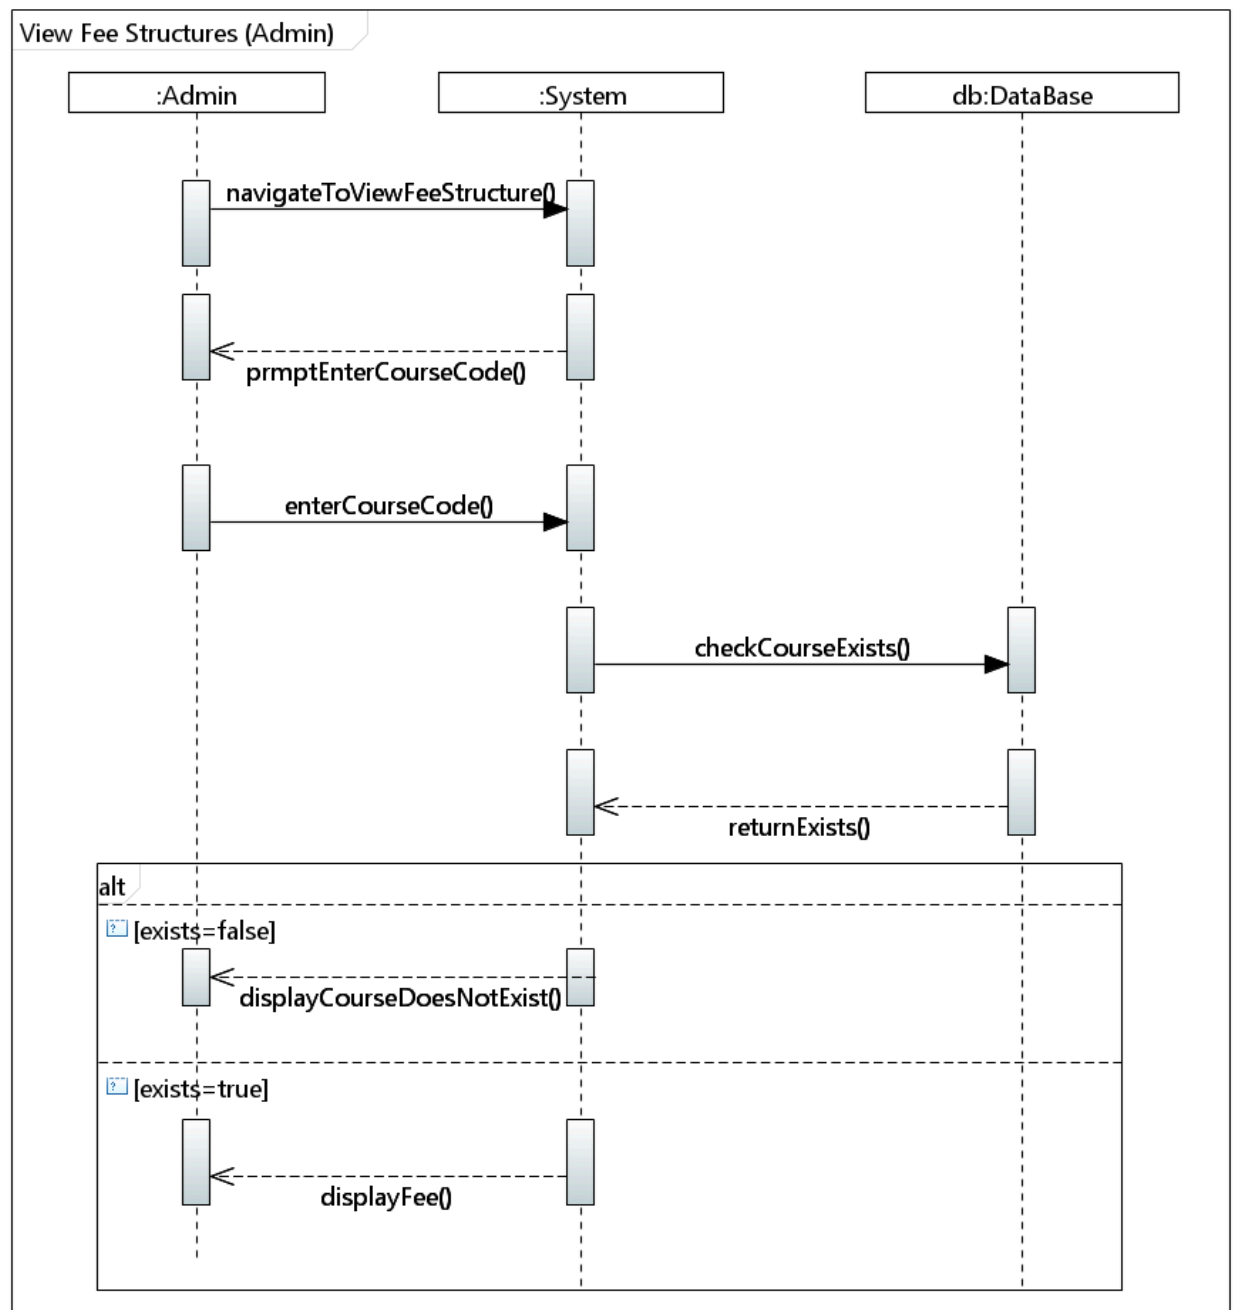 View Fee Structures (Admin)
:Admin
:System
db:DataBase
navigateToViewFeeStructure()
prmptEnterCourseCode()
enterCourseCode()
checkCourseExists()
returnExists()
alt
[exists=false]
displayCourseDoesNotExist()
[exists=true]
displayFee()